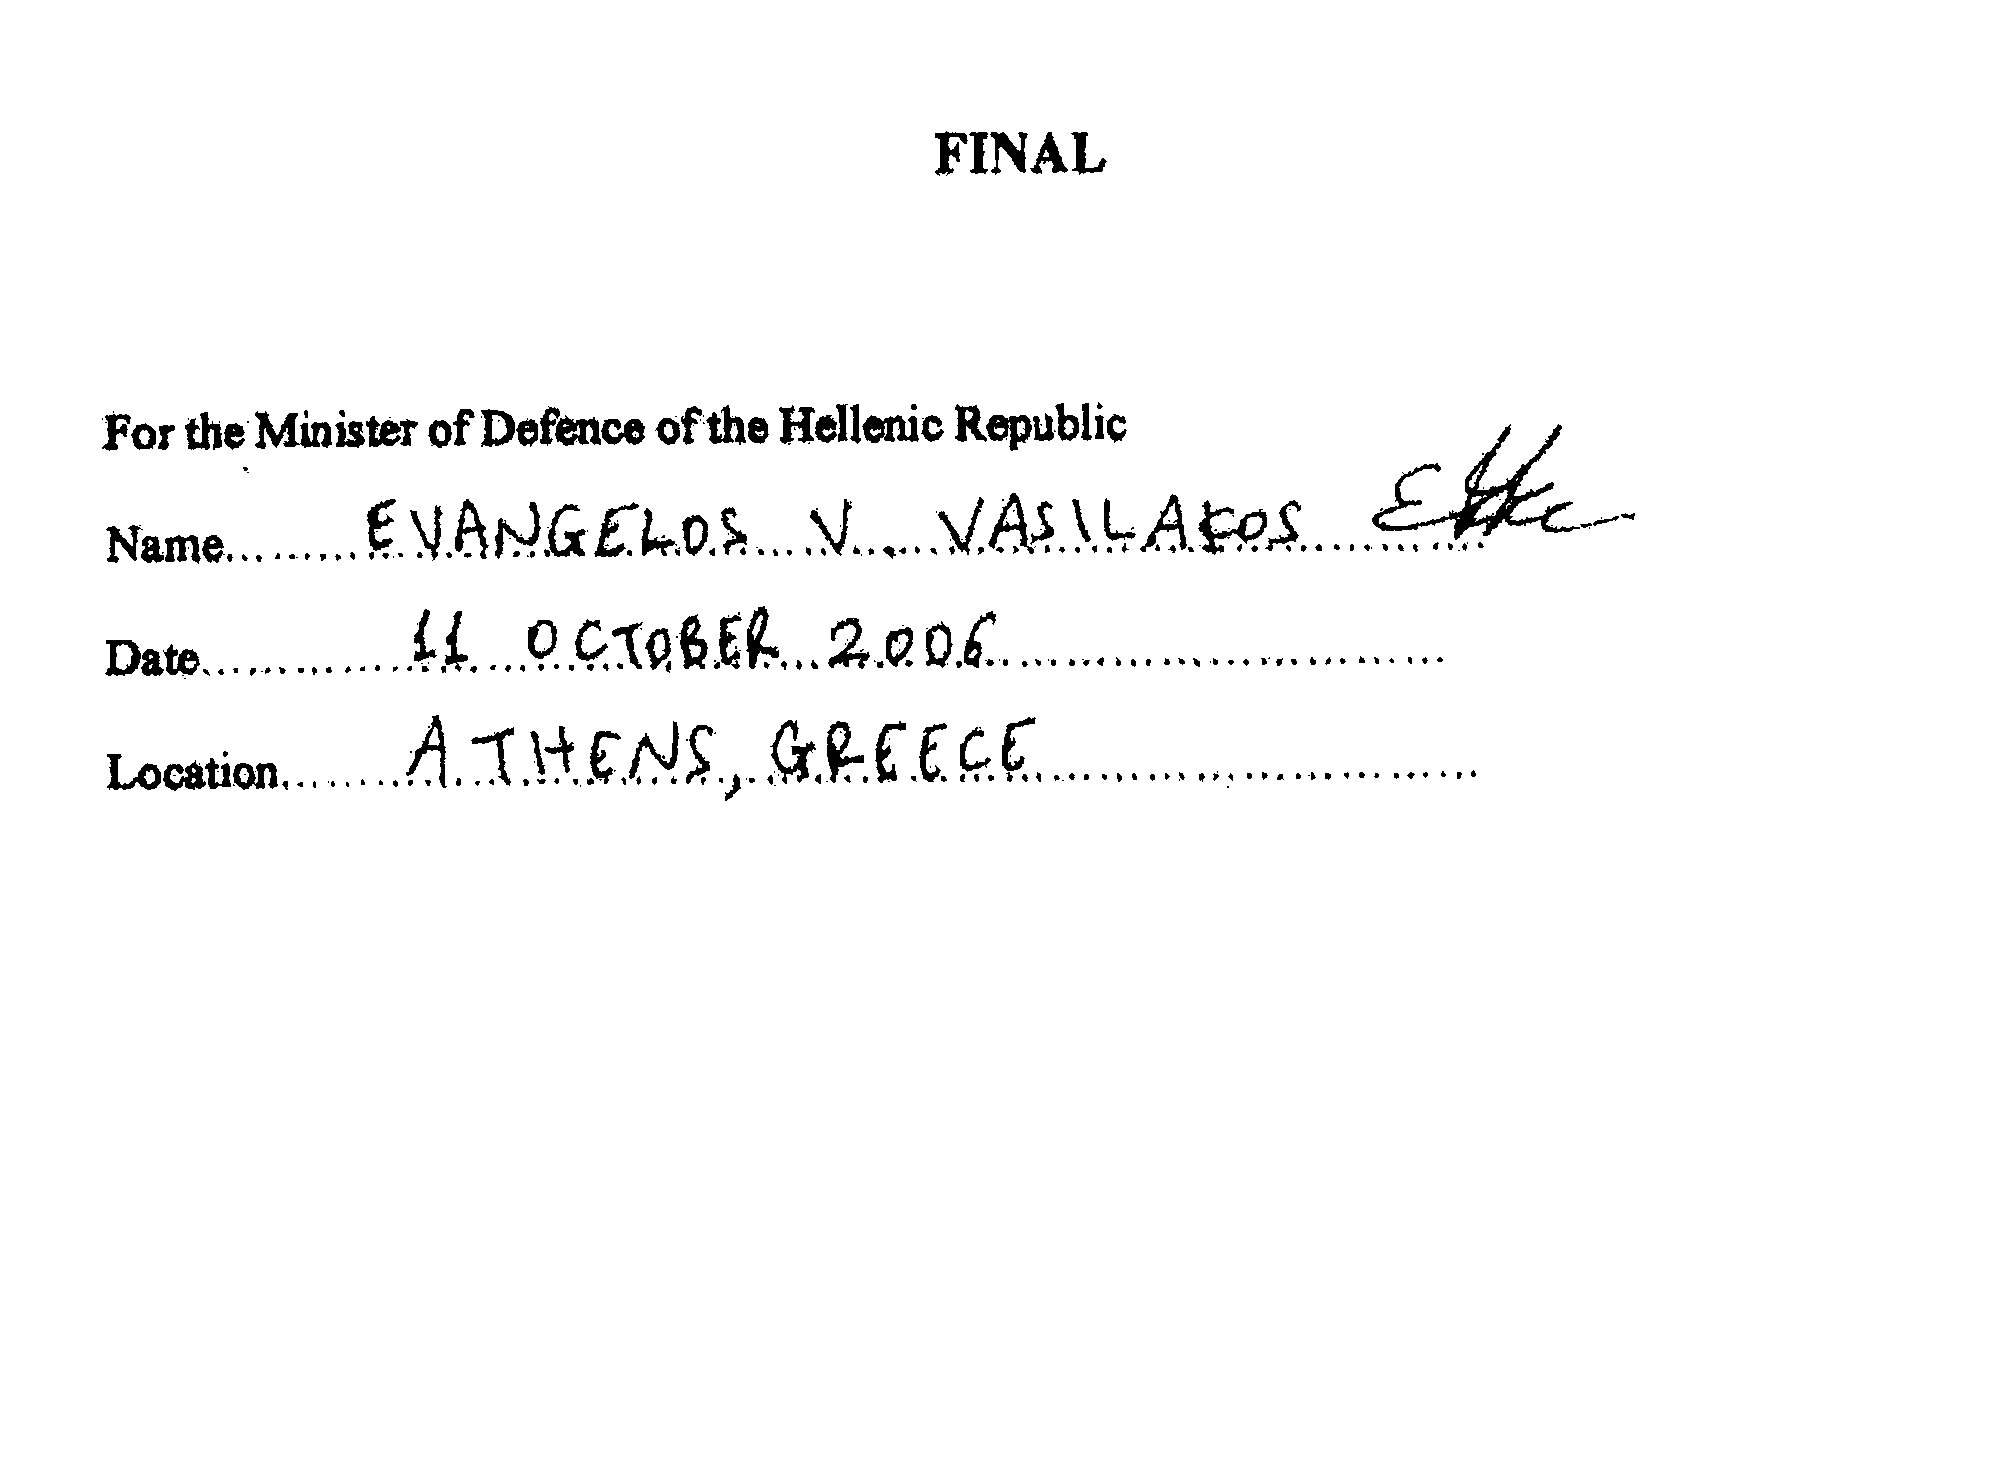 FINAL
For the Minister of Defence of the Hellenic Republic
Name.......... EVANGELOS V. VASILAKOS
Date.......... 11 OCTOBER 2006
Location.......... ATHENS, GREECE